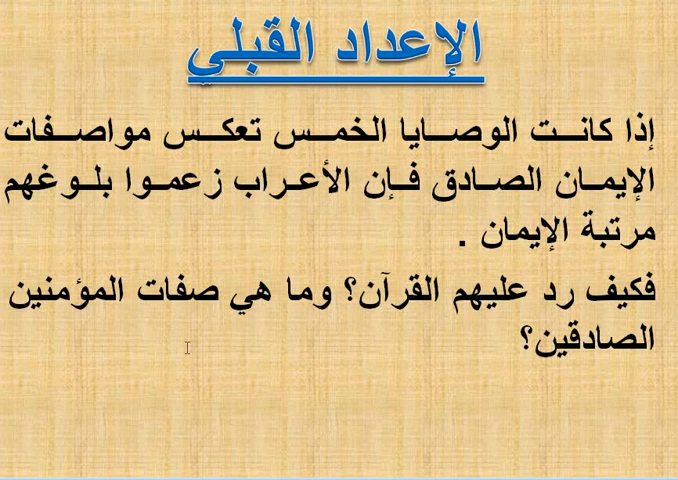 الإعداد القبلي
إذا كانت الوصايا الخمس تعكس مواصفات
الإيمان الصادق فإن الأعراب زعموا بلوغهم
مرتبة الإيمان .
فكيف رد عليهم القرآن؟ وما هي صفات المؤمنين
الصادقين؟